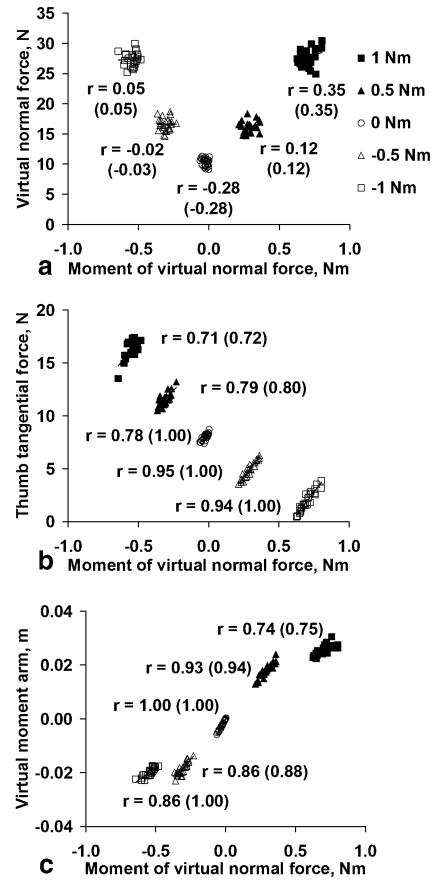 35
30
25
20
15
10
5
0
Virtual normal force, N
r = 0.05
(0.05)
r = 0.35
(0.35)
r = -0.02
(-0.03)
r = 0.12
(0.12)
r = -0.28
(-0.28)
1 Nm
0.5 Nm
0 Nm
-0.5 Nm
-1 Nm
-1.0 -0.5 0.0 0.5 1.0
a Moment of virtual normal force, Nm
20
15
10
5
0
Thumb tangential force, N
r = 0.71 (0.72)
r = 0.79 (0.80)
r = 0.78 (1.00)
r = 0.95 (1.00)
r = 0.94 (1.00)
-1.0 -0.5 0.0 0.5 1.0
b Moment of virtual normal force, Nm
0.04
0.02
0.00
-0.02
-0.04
Virtual moment arm, m
r = 0.74 (0.75)
r = 0.93 (0.94)
r = 1.00 (1.00)
r = 0.86 (0.88)
r = 0.86 (1.00)
-1.0 -0.5 0.0 0.5 1.0
c Moment of virtual normal force, Nm